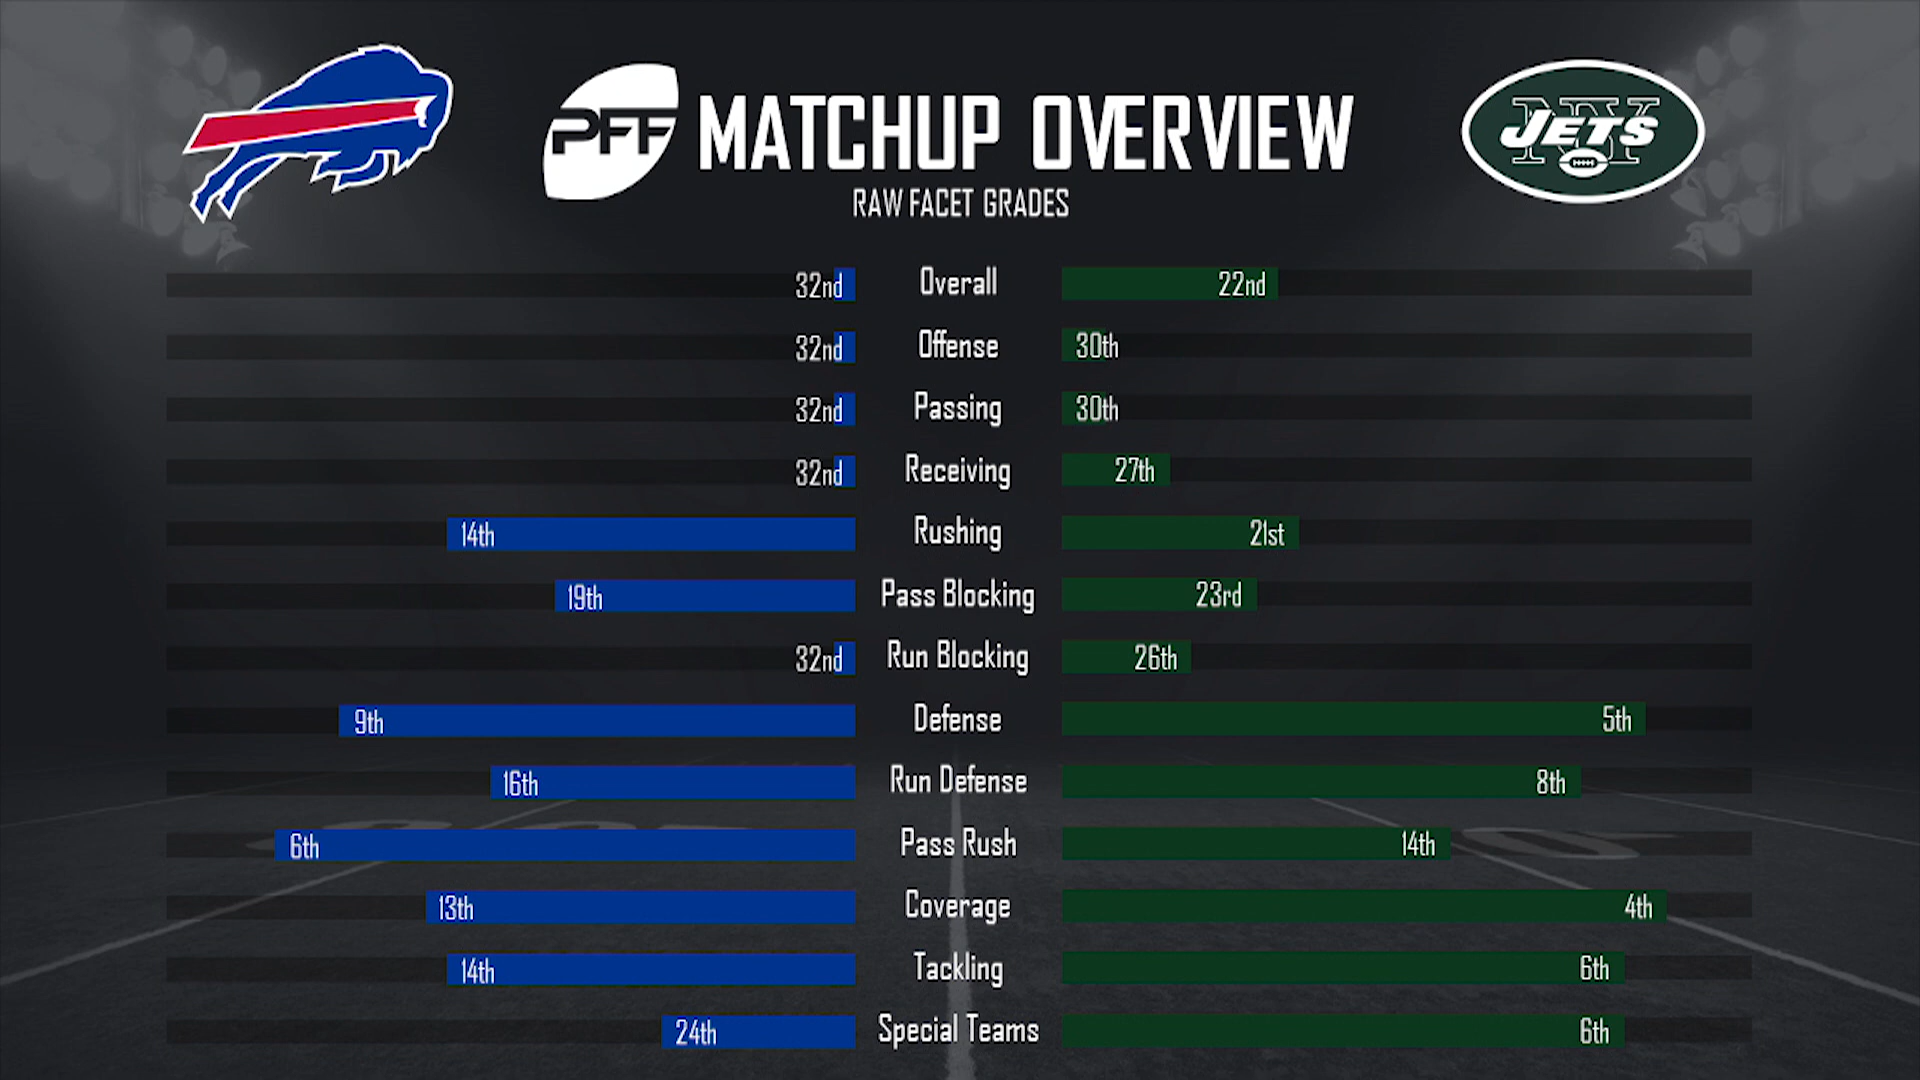 PFF MATCHUP OVERVIEW
NY JETS
RAW FACET GRADES
32nd Overall 22nd
32nd Offense 30th
32nd Passing 30th
32nd Receiving 27th
14th Rushing 21st
19th Pass Blocking 23rd
32nd Run Blocking 26th
9th Defense 5th
16th Run Defense 8th
6th Pass Rush 14th
13th Coverage 4th
14th Tackling 6th
24th Special Teams 6th